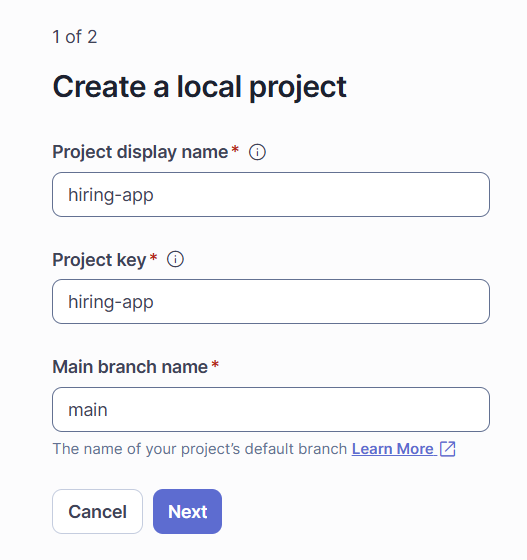 1 of 2
Create a local project
Project display name*
hiring-app
Project key*
hiring-app
Main branch name*
main
The name of your project’s default branch Learn More
Cancel Next